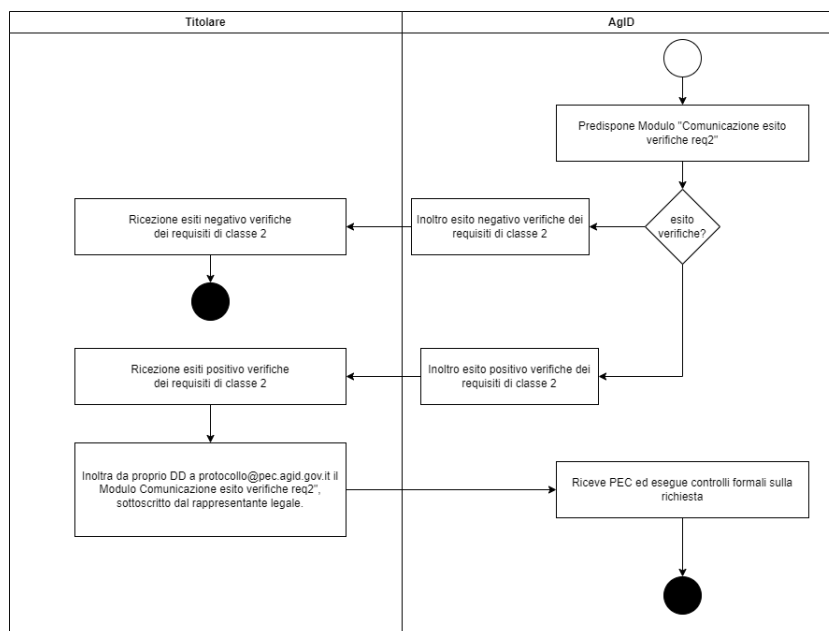 Titolare
AgID
Predispone Modulo "Comunicazione esito
verifiche req2"
esito
verifiche?
Inoltro esito negativo verifiche dei
requisiti di classe 2
Ricezione esiti negativo verifiche
dei requisiti di classe 2
Inoltro esito positivo verifiche dei
requisiti di classe 2
Ricezione esiti positivo verifiche
dei requisiti di classe 2
Inoltra da proprio DD a protocollo@pec.agid.gov.it il
Modulo Comunicazione esito verifiche req2",
sottoscritto dal rappresentante legale.
Riceve PEC ed esegue controlli formali sulla
richiesta